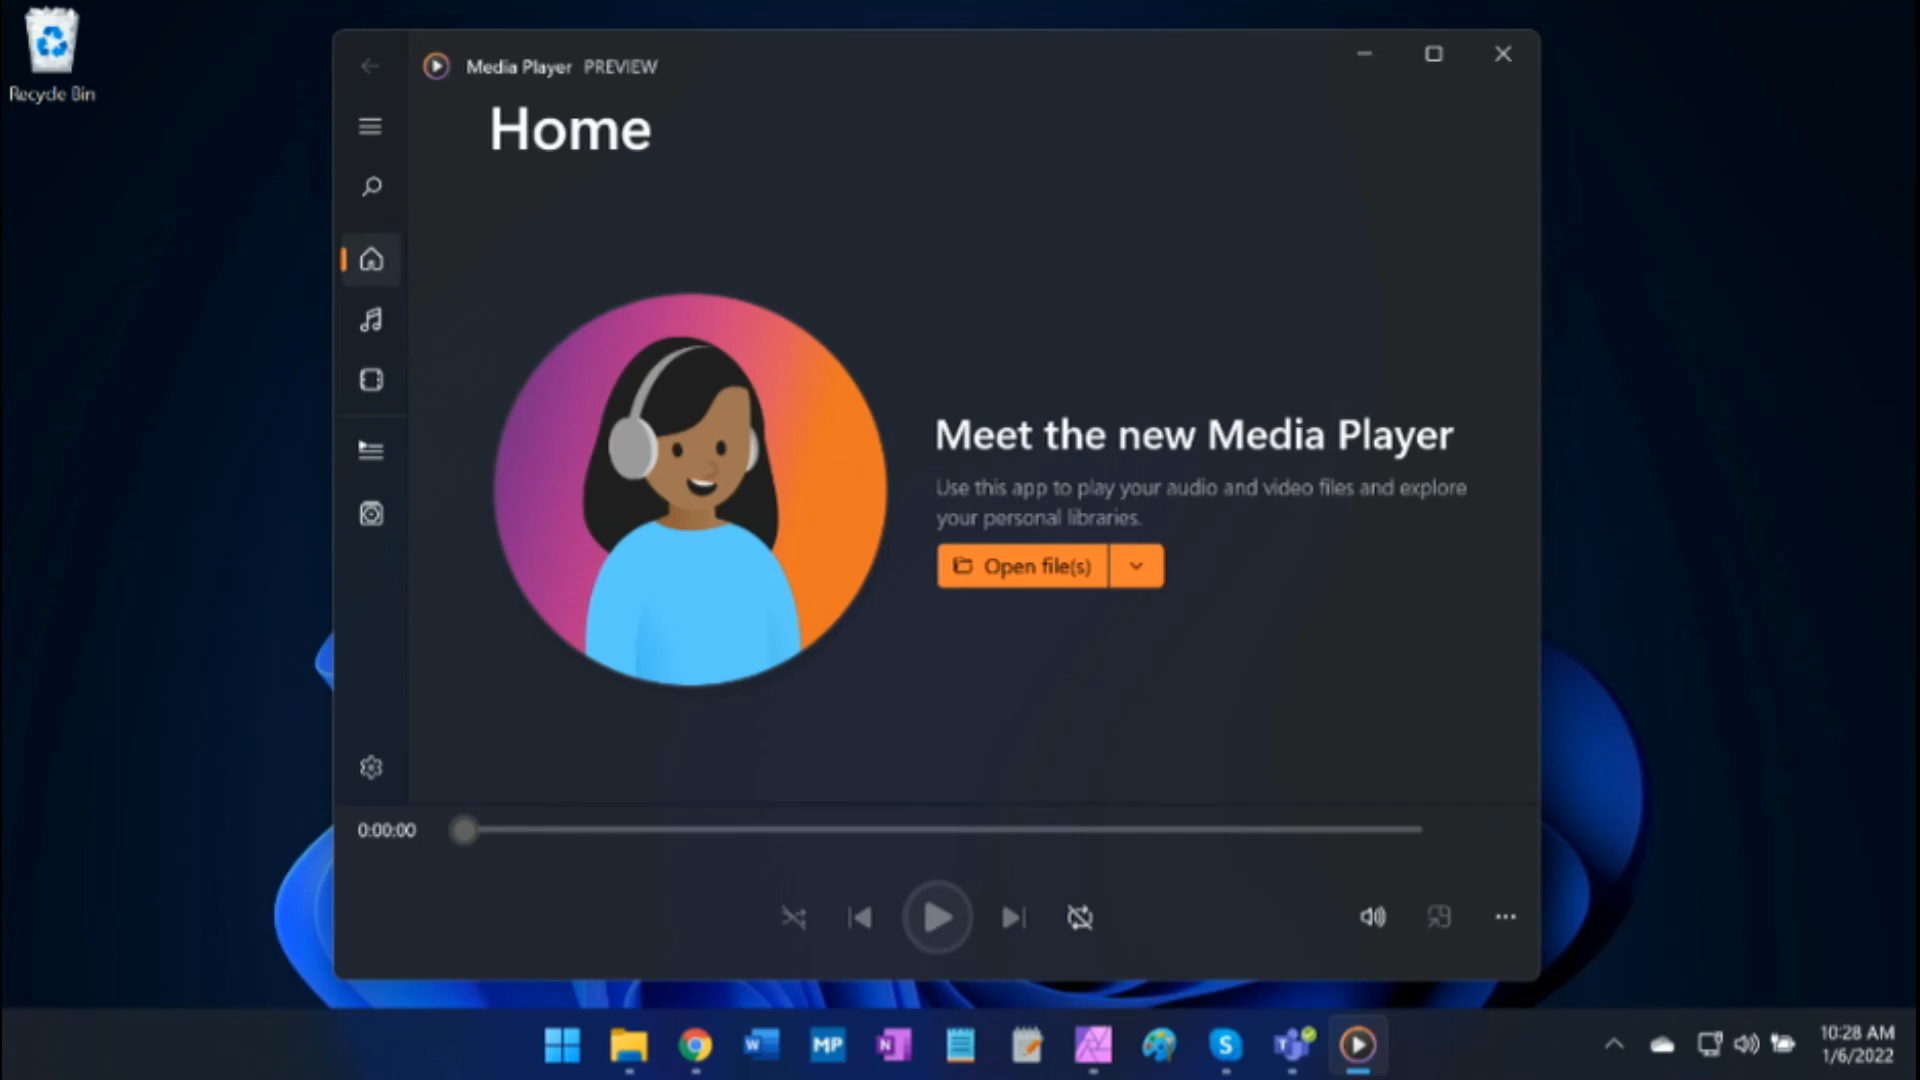 Recycle Bin
Media Player PREVIEW
Home
Meet the new Media Player
Use this app to play your audio and video files and explore
your personal libraries.
Open file(s)
0:00:00
W
MP
N
S
T
10:28 AM
1/6/2022